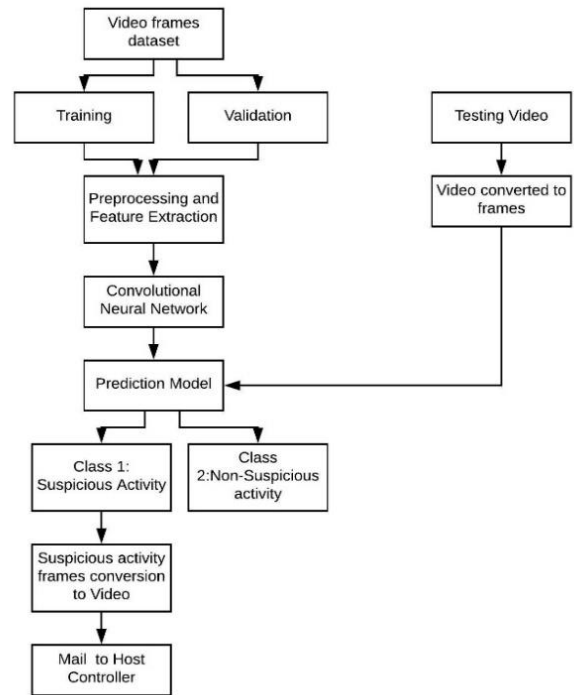 Video frames
dataset
Training
Validation
Testing Video
Preprocessing and
Feature Extraction
Video converted to
frames
Convolutional
Neural Network
Prediction Model
Class 1:
Suspicious Activity
Class
2:Non-Suspicious
activity
Suspicious activity
frames conversion
to Video
Mail to Host
Controller